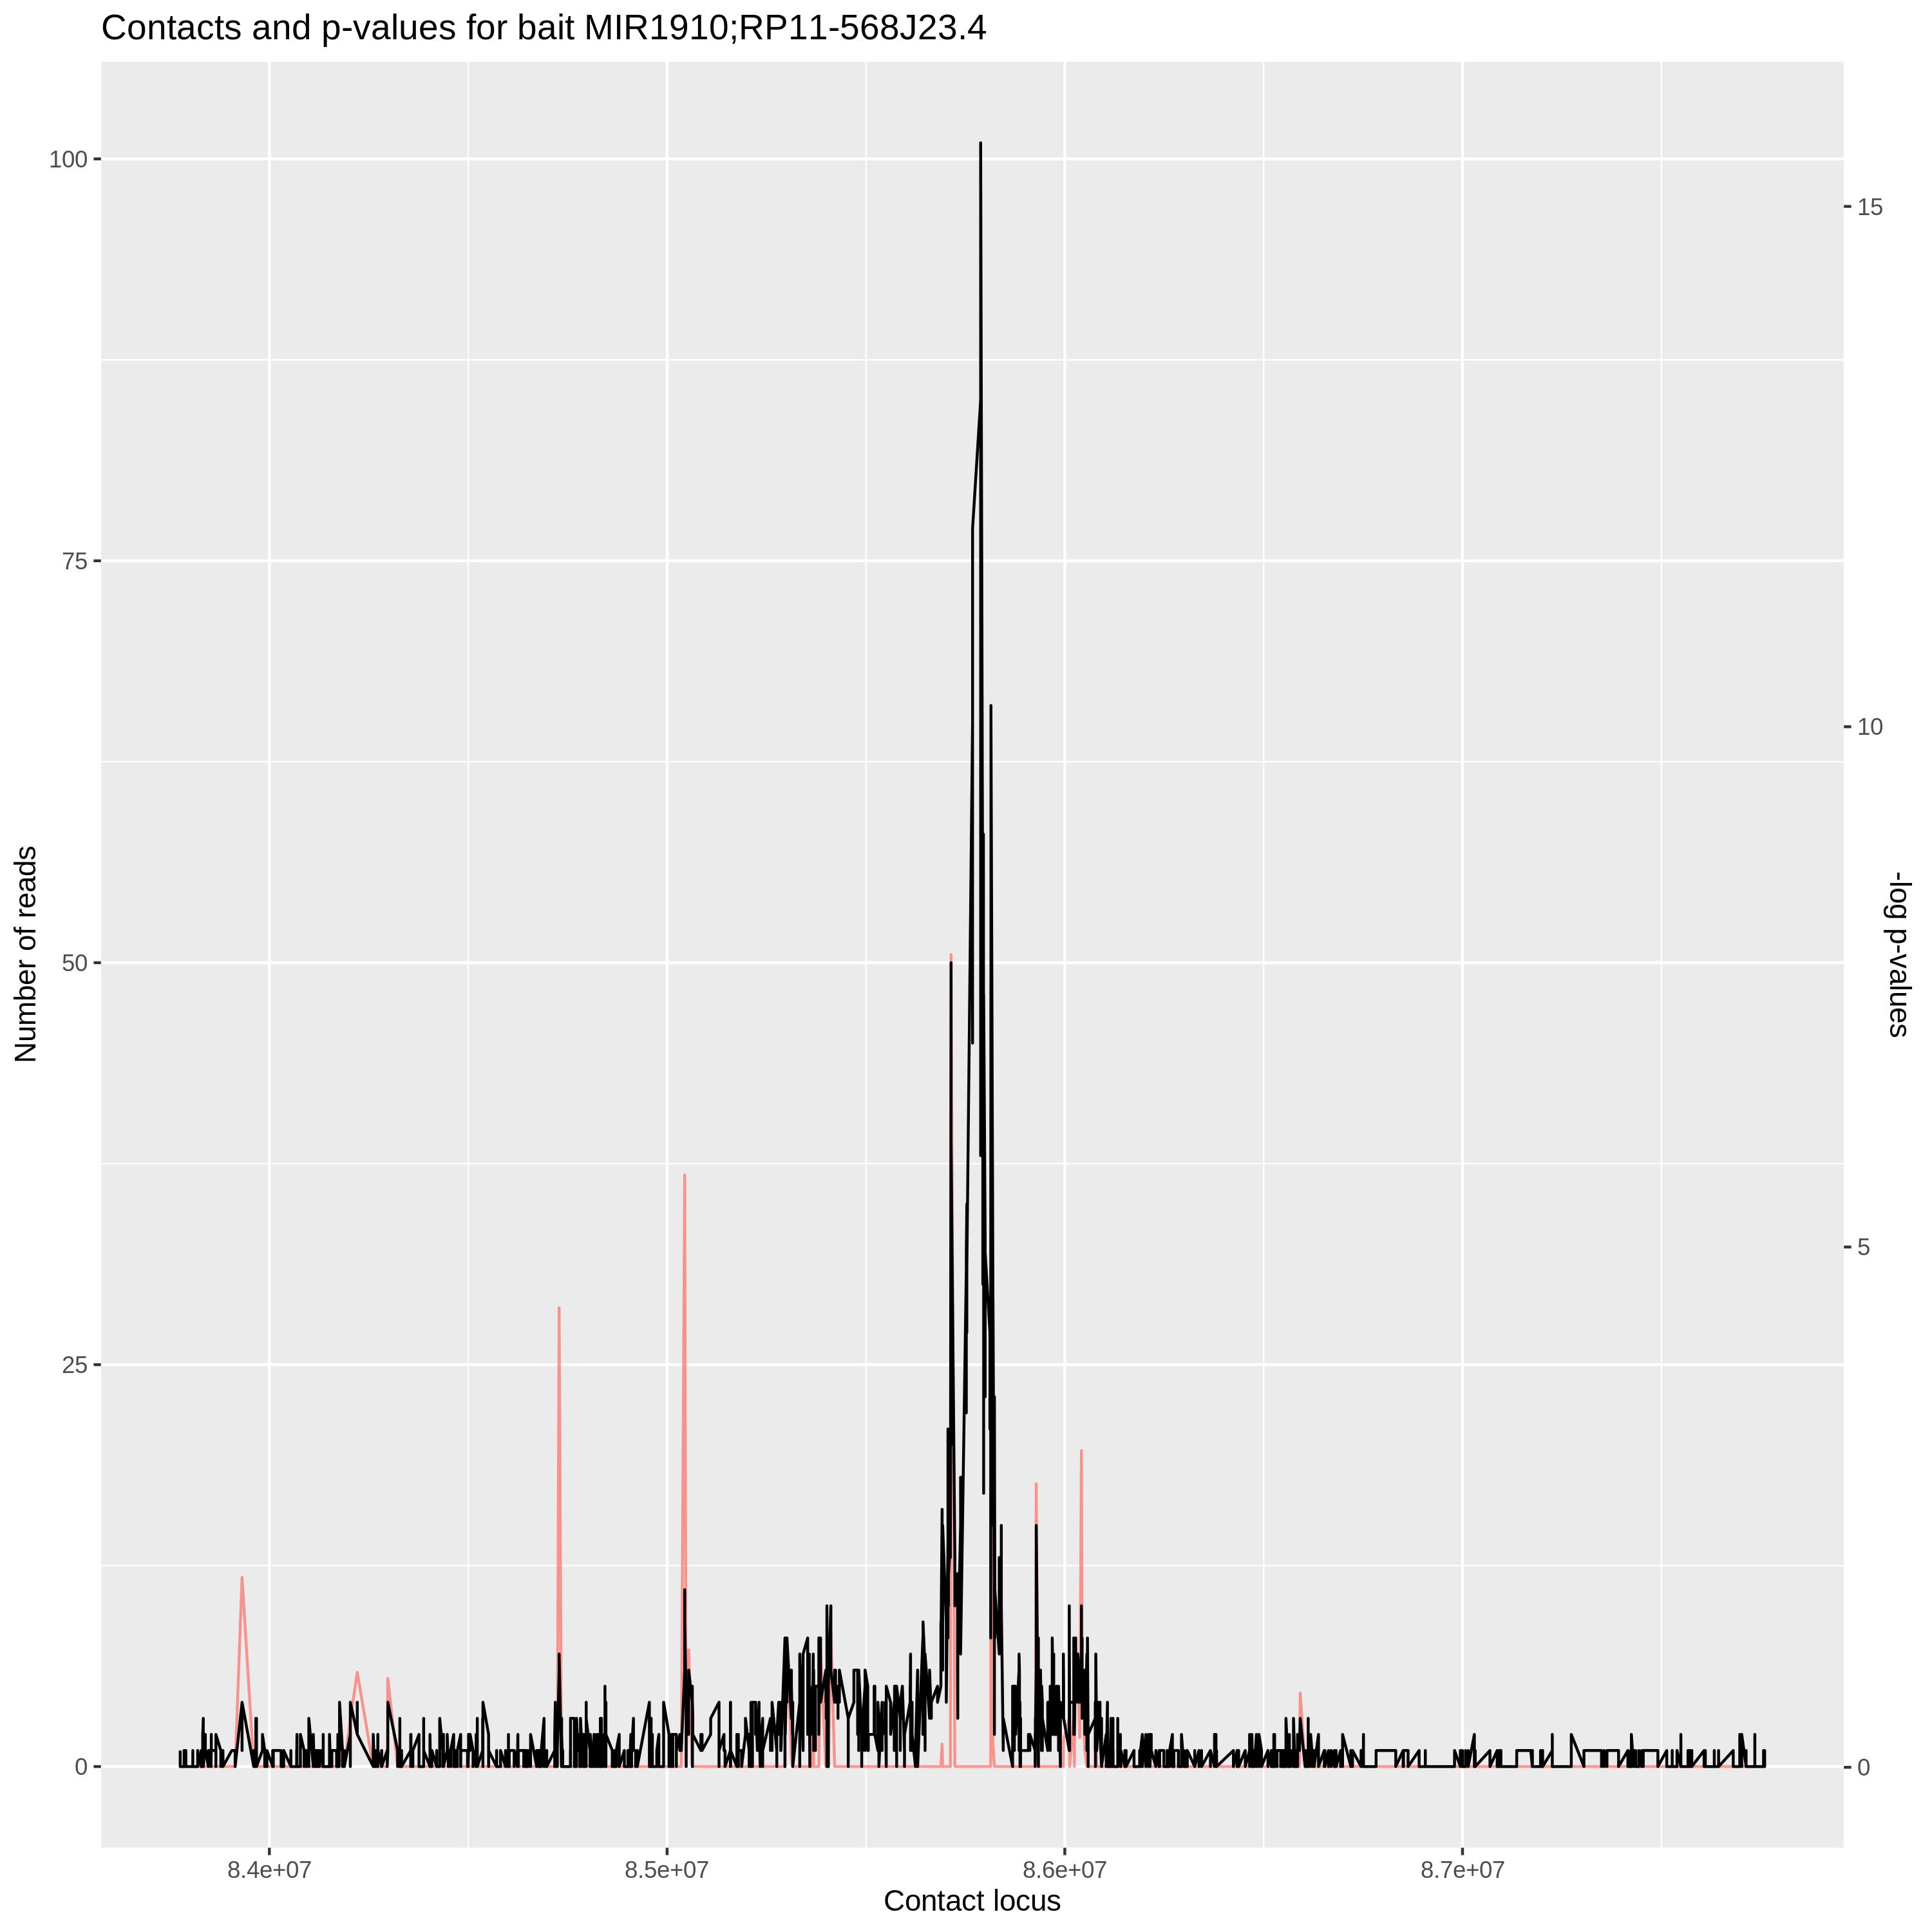 Contacts and p-values for bait MIR1910;RP11-568J23.4
100
75
50
25
0
Number of reads
15
10
5
0
-log p-values
8.4e+07 8.5e+07 8.6e+07 8.7e+07
Contact locus